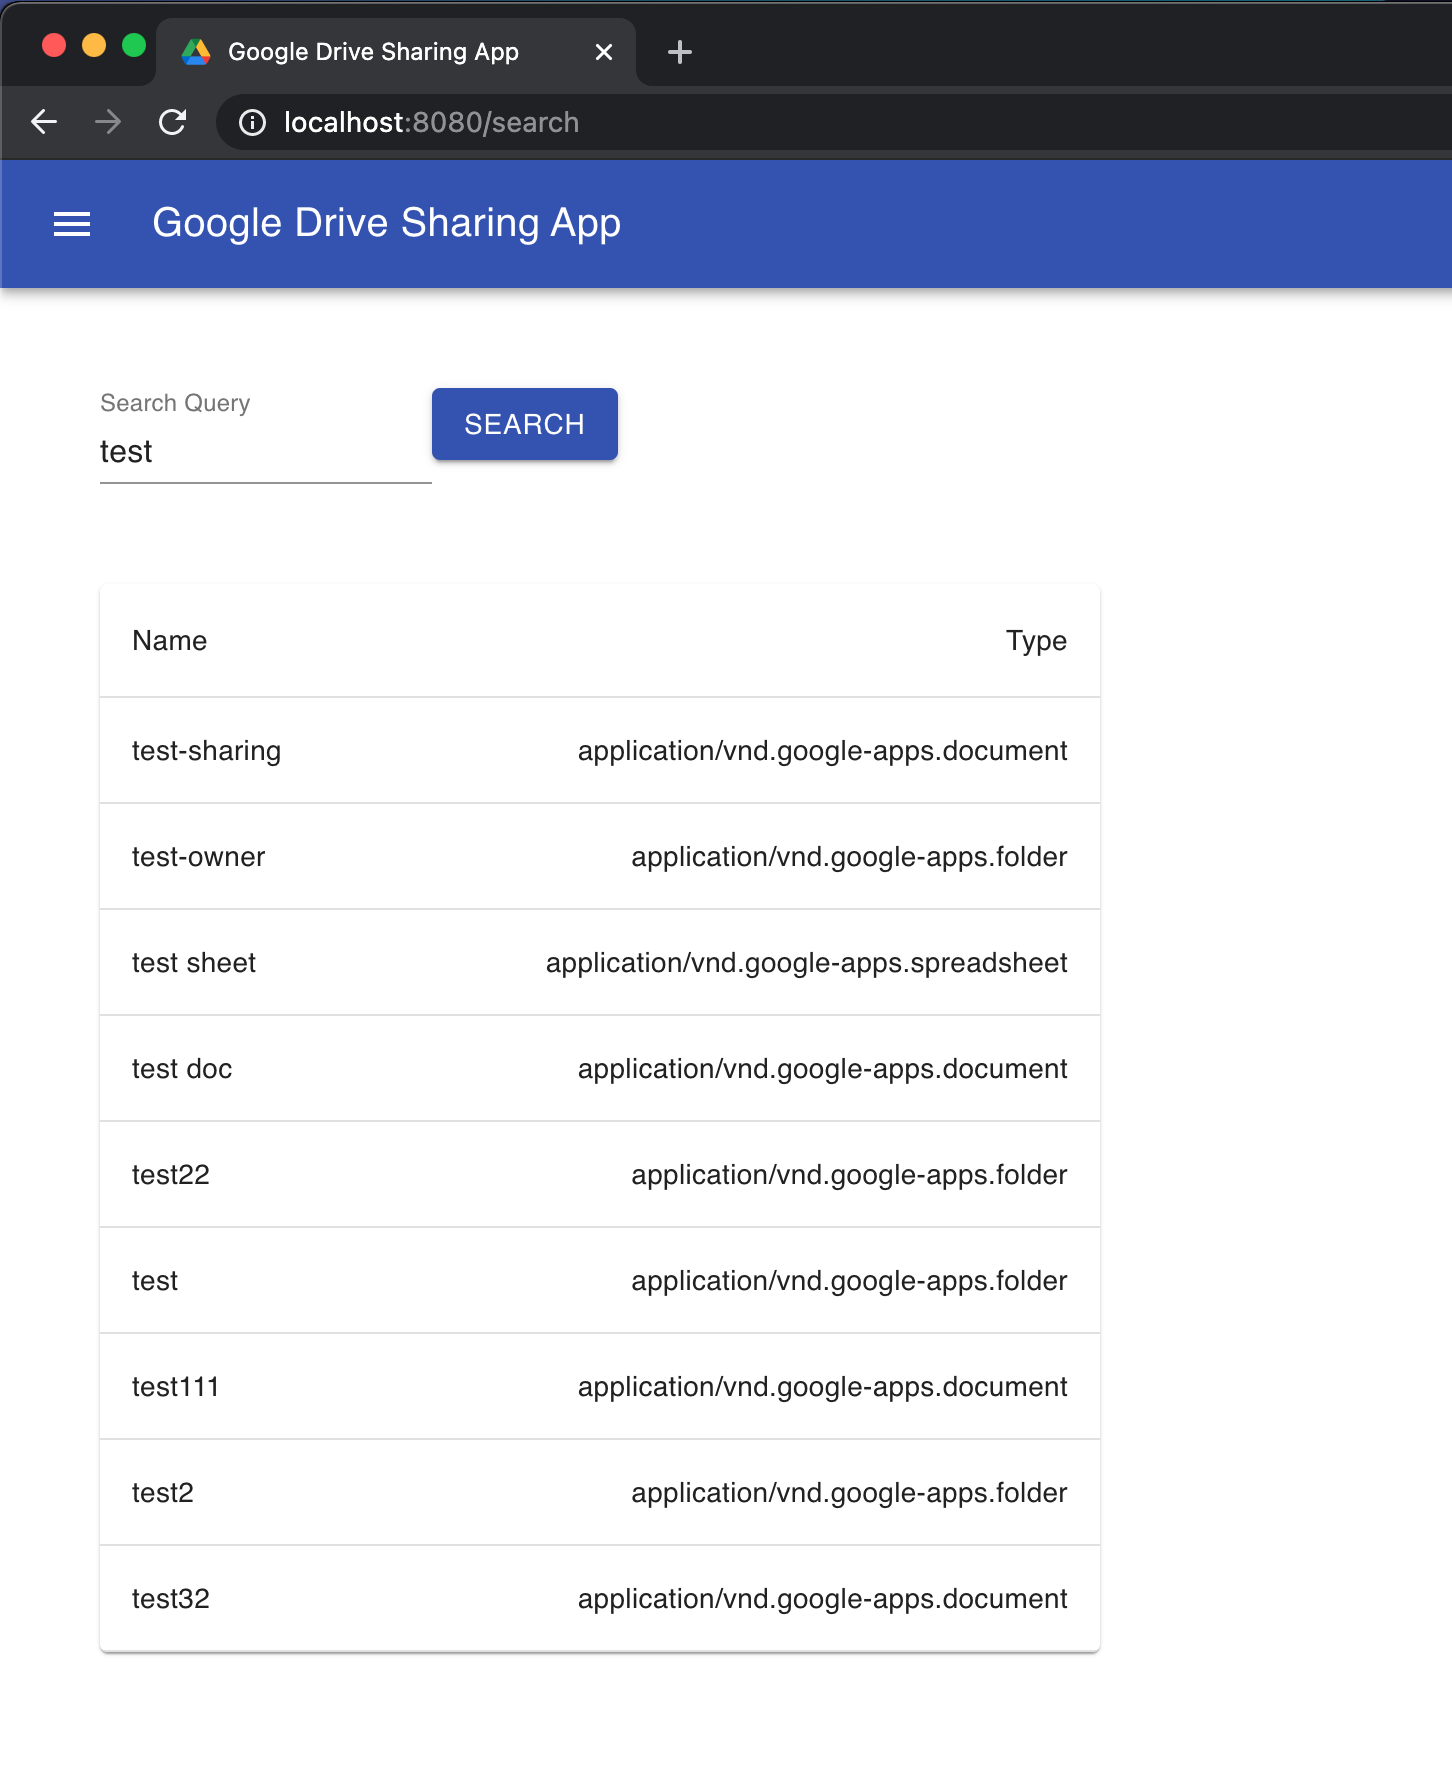 Google Drive Sharing App
localhost:8080/search
Google Drive Sharing App
Search Query
test
SEARCH
Name Type
test-sharing application/vnd.google-apps.document
test-owner application/vnd.google-apps.folder
test sheet application/vnd.google-apps.spreadsheet
test doc application/vnd.google-apps.document
test22 application/vnd.google-apps.folder
test application/vnd.google-apps.folder
test111 application/vnd.google-apps.document
test2 application/vnd.google-apps.folder
test32 application/vnd.google-apps.document